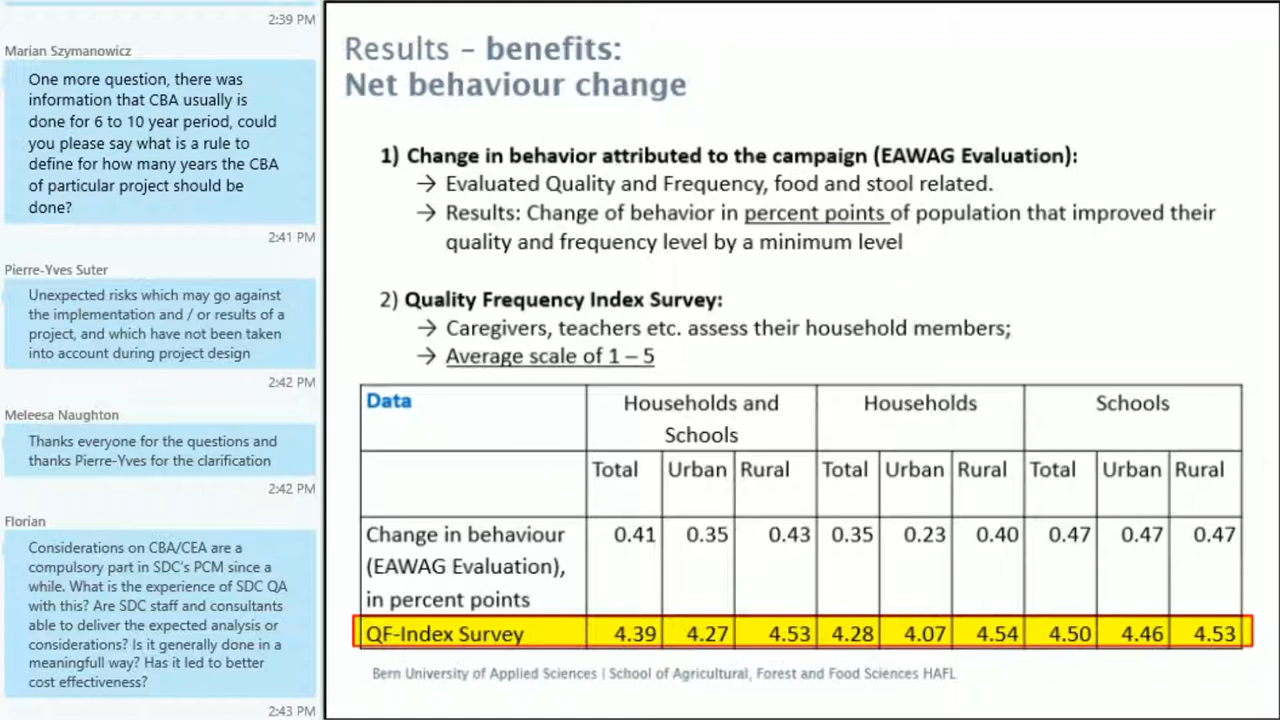 2:39 PM
Marian Szymanowicz
One more question, there was
information that CBA usually is
done for 6 to 10 year period, could
you please say what is a rule to
define for how many years the CBA
of particular project should be
done?
2:41 PM
Pierre-Yves Suter
Unexpected risks which may go against
the implementation and / or results of a
project, and which have not been taken
into account during project design
2:42 PM
Meleesa Naughton
Thanks everyone for the questions and
thanks Pierre-Yves for the clarification
2:42 PM
Florian
Considerations on CBA/CEA are a
compulsory part in SDC's PCM since a
while. What is the experience of SDC QA
with this? Are SDC staff and consultants
able to deliver the expected analysis or
considerations? Is it generally done in a
meaningfull way? Has it led to better
cost effectiveness?
2:43 PM
Results – benefits:
Net behaviour change
1) Change in behavior attributed to the campaign (EAWAG Evaluation):
→ Evaluated Quality and Frequency, food and stool related.
→ Results: Change of behavior in percent points of population that improved their
quality and frequency level by a minimum level
2) Quality Frequency Index Survey:
→ Caregivers, teachers etc. assess their household members;
→ Average scale of 1 – 5
Data Households and Households Schools
Schools
Total Urban Rural Total Urban Rural Total Urban Rural
Change in behaviour 0.41 0.35 0.43 0.35 0.23 0.40 0.47 0.47 0.47
(EAWAG Evaluation),
in percent points
QF-Index Survey 4.39 4.27 4.53 4.28 4.07 4.54 4.50 4.46 4.53
Bern University of Applied Sciences | School of Agricultural, Forest and Food Sciences HAFL